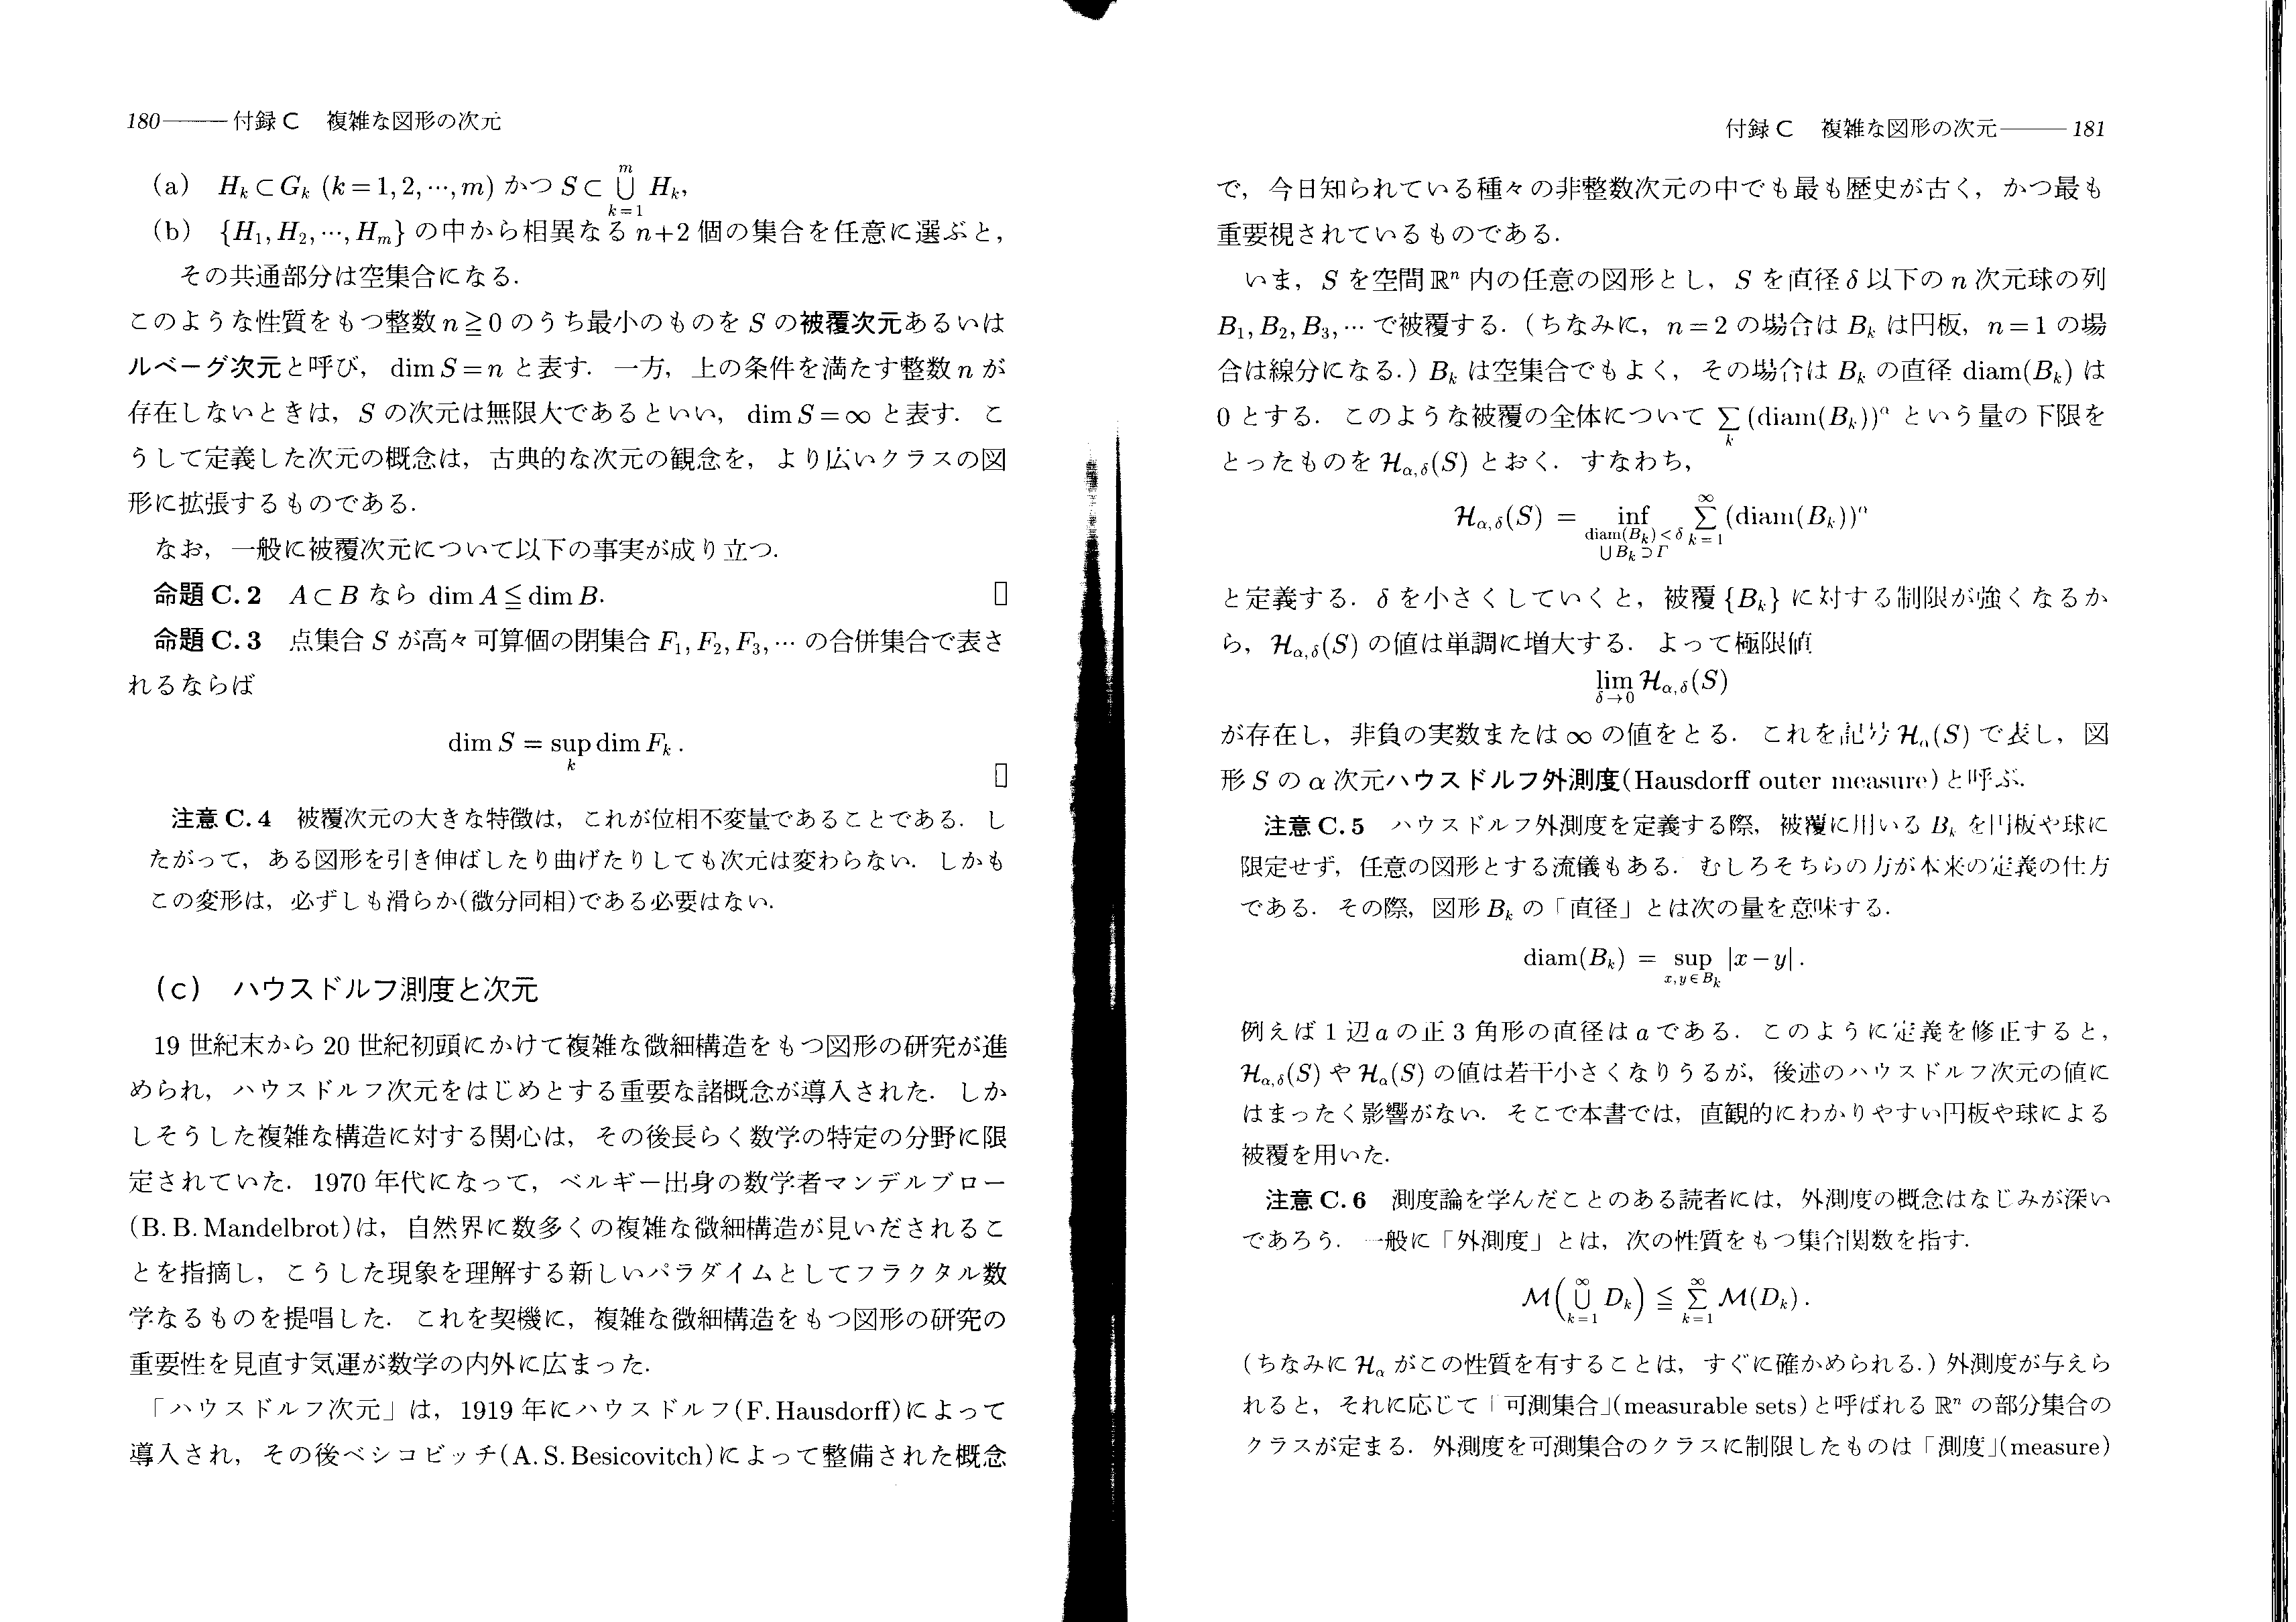 180——付録C 複雑な図形の次元
(a) H_k⊂G_k (k=1,2,⋯,m) かつ S⊂⋃_{k=1}^{m} H_k,
(b) {H_1,H_2,⋯,H_m} の中から相異なる n+2 個の集合を任意に選ぶと,
その共通部分は空集合になる.
このような性質をもつ整数 n≧0 のうち最小のものを S の被覆次元あるいは
ルベーグ次元と呼び, dim S=n と表す. 一方, 上の条件を満たす整数 n が
存在しないときは, S の次元は無限大であるといい, dim S=∞ と表す. こ
うして定義した次元の概念は, 古典的な次元の観念を, より広いクラスの図
形に拡張するものである.
なお, 一般に被覆次元について以下の事実が成り立つ.
命題 C.2 A⊂B なら dim A≦dim B. ▯
命題 C.3 点集合 S が高々可算個の閉集合 F_1,F_2,F_3,⋯ の合併集合で表さ
れるならば
dim S = sup_k dim F_k .
▯
注意 C.4 被覆次元の大きな特徴は, これが位相不変量であることである. し
たがって, ある図形を引き伸ばしたり曲げたりしても次元は変わらない. しかも
この変形は, 必ずしも滑らか(微分同相)である必要はない.
(c) ハウスドルフ測度と次元
19 世紀末から 20 世紀初頭にかけて複雑な微細構造をもつ図形の研究が進
められ, ハウスドルフ次元をはじめとする重要な諸概念が導入された. しか
しそうした複雑な構造に対する関心は, その後長らく数学の特定の分野に限
定されていた. 1970 年代になって, ベルギー出身の数学者マンデルブロー
(B. B. Mandelbrot)は, 自然界に数多くの複雑な微細構造が見いだされるこ
とを指摘し, こうした現象を理解する新しいパラダイムとしてフラクタル数
学なるものを提唱した. これを契機に, 複雑な微細構造をもつ図形の研究の
重要性を見直す気運が数学の内外に広まった.
「ハウスドルフ次元」は, 1919 年にハウスドルフ(F. Hausdorff)によって
導入され, その後ベシコビッチ(A. S. Besicovitch)によって整備された概念
付録C 複雑な図形の次元——181
で, 今日知られている種々の非整数次元の中でも最も歴史が古く, かつ最も
重要視されているものである.
いま, S を空間 ℝ^n 内の任意の図形とし, S を直径 δ 以下の n 次元球の列
B_1,B_2,B_3,⋯ で被覆する. (ちなみに, n=2 の場合は B_k は円板, n=1 の場
合は線分になる.) B_k は空集合でもよく, その場合は B_k の直径 diam(B_k) は
0 とする. このような被覆の全体について ∑_k (diam(B_k))^α という量の下限を
とったものを ℋ_{α,δ}(S) とおく. すなわち,
ℋ_{α,δ}(S) = inf_{diam(B_k)<δ, ∪B_k⊃Γ} ∑_{k=1}^{∞} (diam(B_k))^α
と定義する. δ を小さくしていくと, 被覆 {B_k} に対する制限が強くなるか
ら, ℋ_{α,δ}(S) の値は単調に増大する. よって極限値
lim_{δ→0} ℋ_{α,δ}(S)
が存在し, 非負の実数または ∞ の値をとる. これを記号 ℋ_α(S) で表し, 図
形 S の α 次元ハウスドルフ外測度(Hausdorff outer measure)と呼ぶ.
注意 C.5 ハウスドルフ外測度を定義する際, 被覆に用いる B_k を円板や球に
限定せず, 任意の図形とする流儀もある. むしろそちらの方が本来の定義の仕方
である. その際, 図形 B_k の「直径」とは次の量を意味する.
diam(B_k) = sup_{x,y∈B_k} |x−y| .
例えば 1 辺 a の正 3 角形の直径は a である. このように定義を修正すると,
ℋ_{α,δ}(S) や ℋ_α(S) の値は若干小さくなりうるが, 後述のハウスドルフ次元の値に
はまったく影響がない. そこで本書では, 直観的にわかりやすい円板や球による
被覆を用いた.
注意 C.6 測度論を学んだことのある読者には, 外測度の概念はなじみが深い
であろう. 一般に「外測度」とは, 次の性質をもつ集合関数を指す.
ℳ(⋃_{k=1}^{∞} D_k) ≦ ∑_{k=1}^{∞} ℳ(D_k) .
(ちなみに ℋ_α がこの性質を有することは, すぐに確かめられる.) 外測度が与えら
れると, それに応じて「可測集合」(measurable sets)と呼ばれる ℝ^n の部分集合の
クラスが定まる. 外測度を可測集合のクラスに制限したものは「測度」(measure)